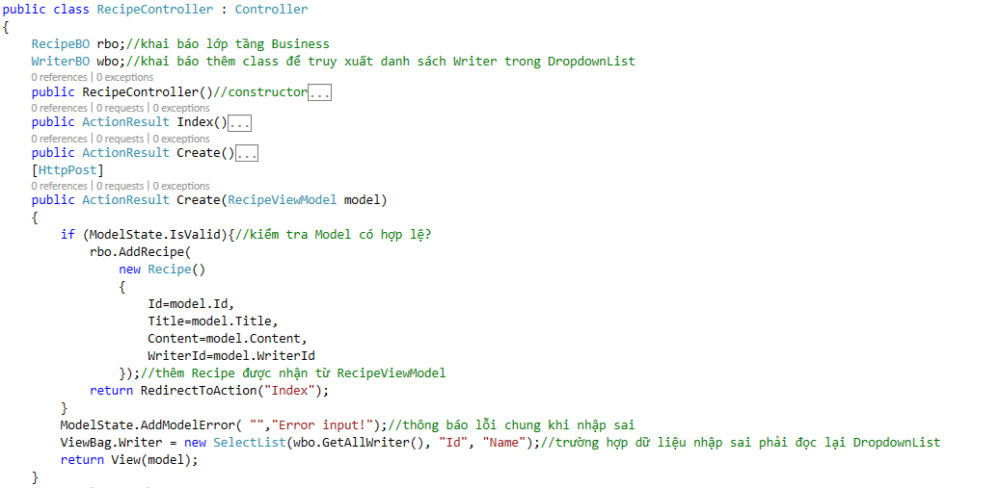 public class RecipeController : Controller
{
    RecipeBO rbo;//khai báo lớp tầng Business
    WriterBO wbo;//khai báo thêm class để truy xuất danh sách Writer trong DropdownList
    0 references | 0 exceptions
    public RecipeController()//constructor...
    0 references | 0 requests | 0 exceptions
    public ActionResult Index()...
    0 references | 0 requests | 0 exceptions
    public ActionResult Create()...
    [HttpPost]
    0 references | 0 requests | 0 exceptions
    public ActionResult Create(RecipeViewModel model)
    {
        if (ModelState.IsValid){//kiểm tra Model có hợp lệ?
            rbo.AddRecipe(
                new Recipe()
                {
                    Id=model.Id,
                    Title=model.Title,
                    Content=model.Content,
                    WriterId=model.WriterId
                });//thêm Recipe được nhận từ RecipeViewModel
            return RedirectToAction("Index");
        }
        ModelState.AddModelError( "","Error input!");//thông báo lỗi chung khi nhập sai
        ViewBag.Writer = new SelectList(wbo.GetAllWriter(), "Id", "Name");//trường hợp dữ liệu nhập sai phải đọc lại DropdownList
        return View(model);
    }